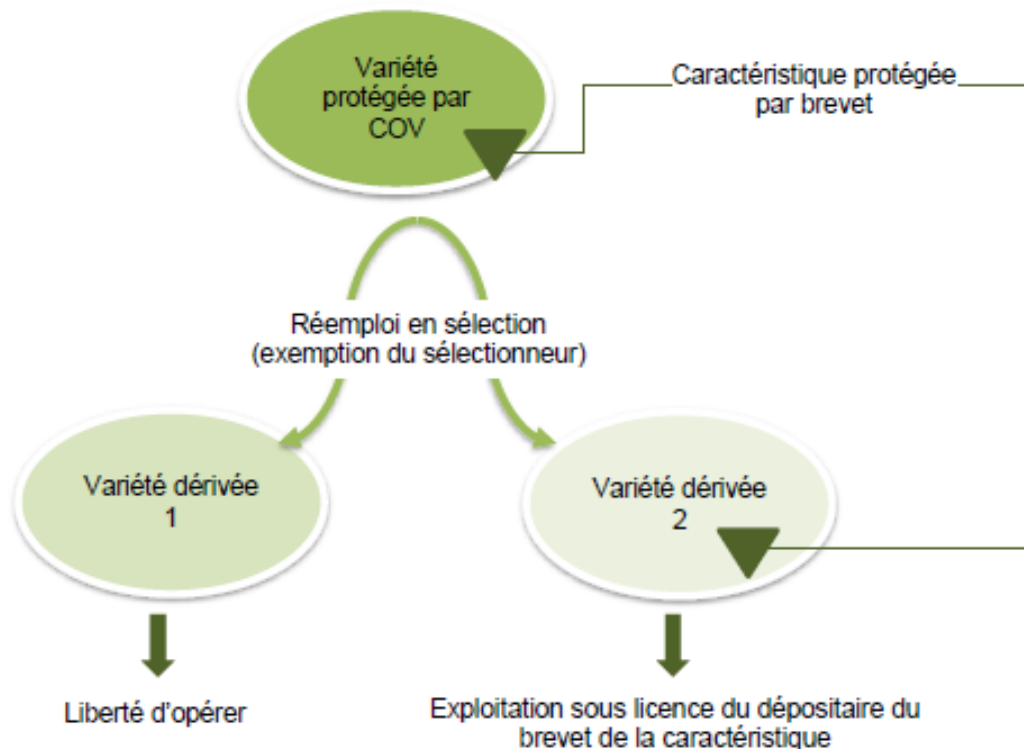 Variété
protégée par
COV
Caractéristique protégée
par brevet
Réemploi en sélection
(exemption du sélectionneur)
Variété dérivée
1
Variété dérivée
2
Liberté d'opérer
Exploitation sous licence du dépositaire du
brevet de la caractéristique